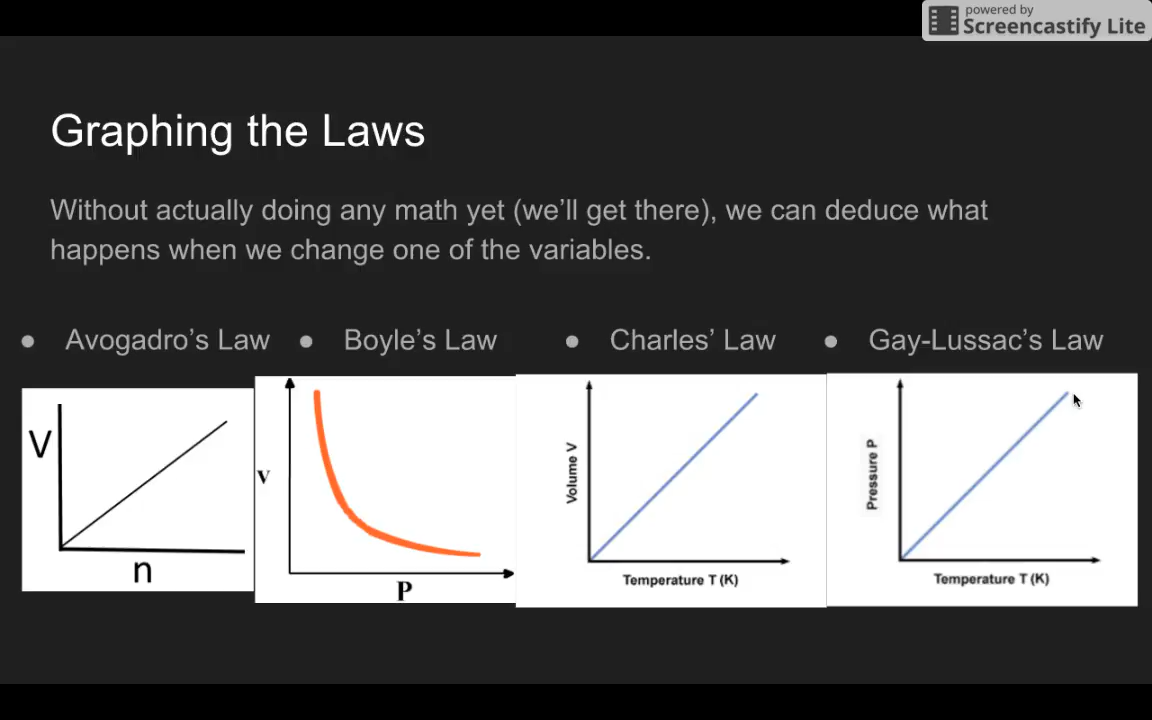 powered by
Screencastify Lite
Graphing the Laws
Without actually doing any math yet (we'll get there), we can deduce what
happens when we change one of the variables.
● Avogadro's Law
● Boyle's Law
● Charles' Law
● Gay-Lussac's Law
V
n
V
P
Volume V
Temperature T (K)
Pressure P
Temperature T (K)